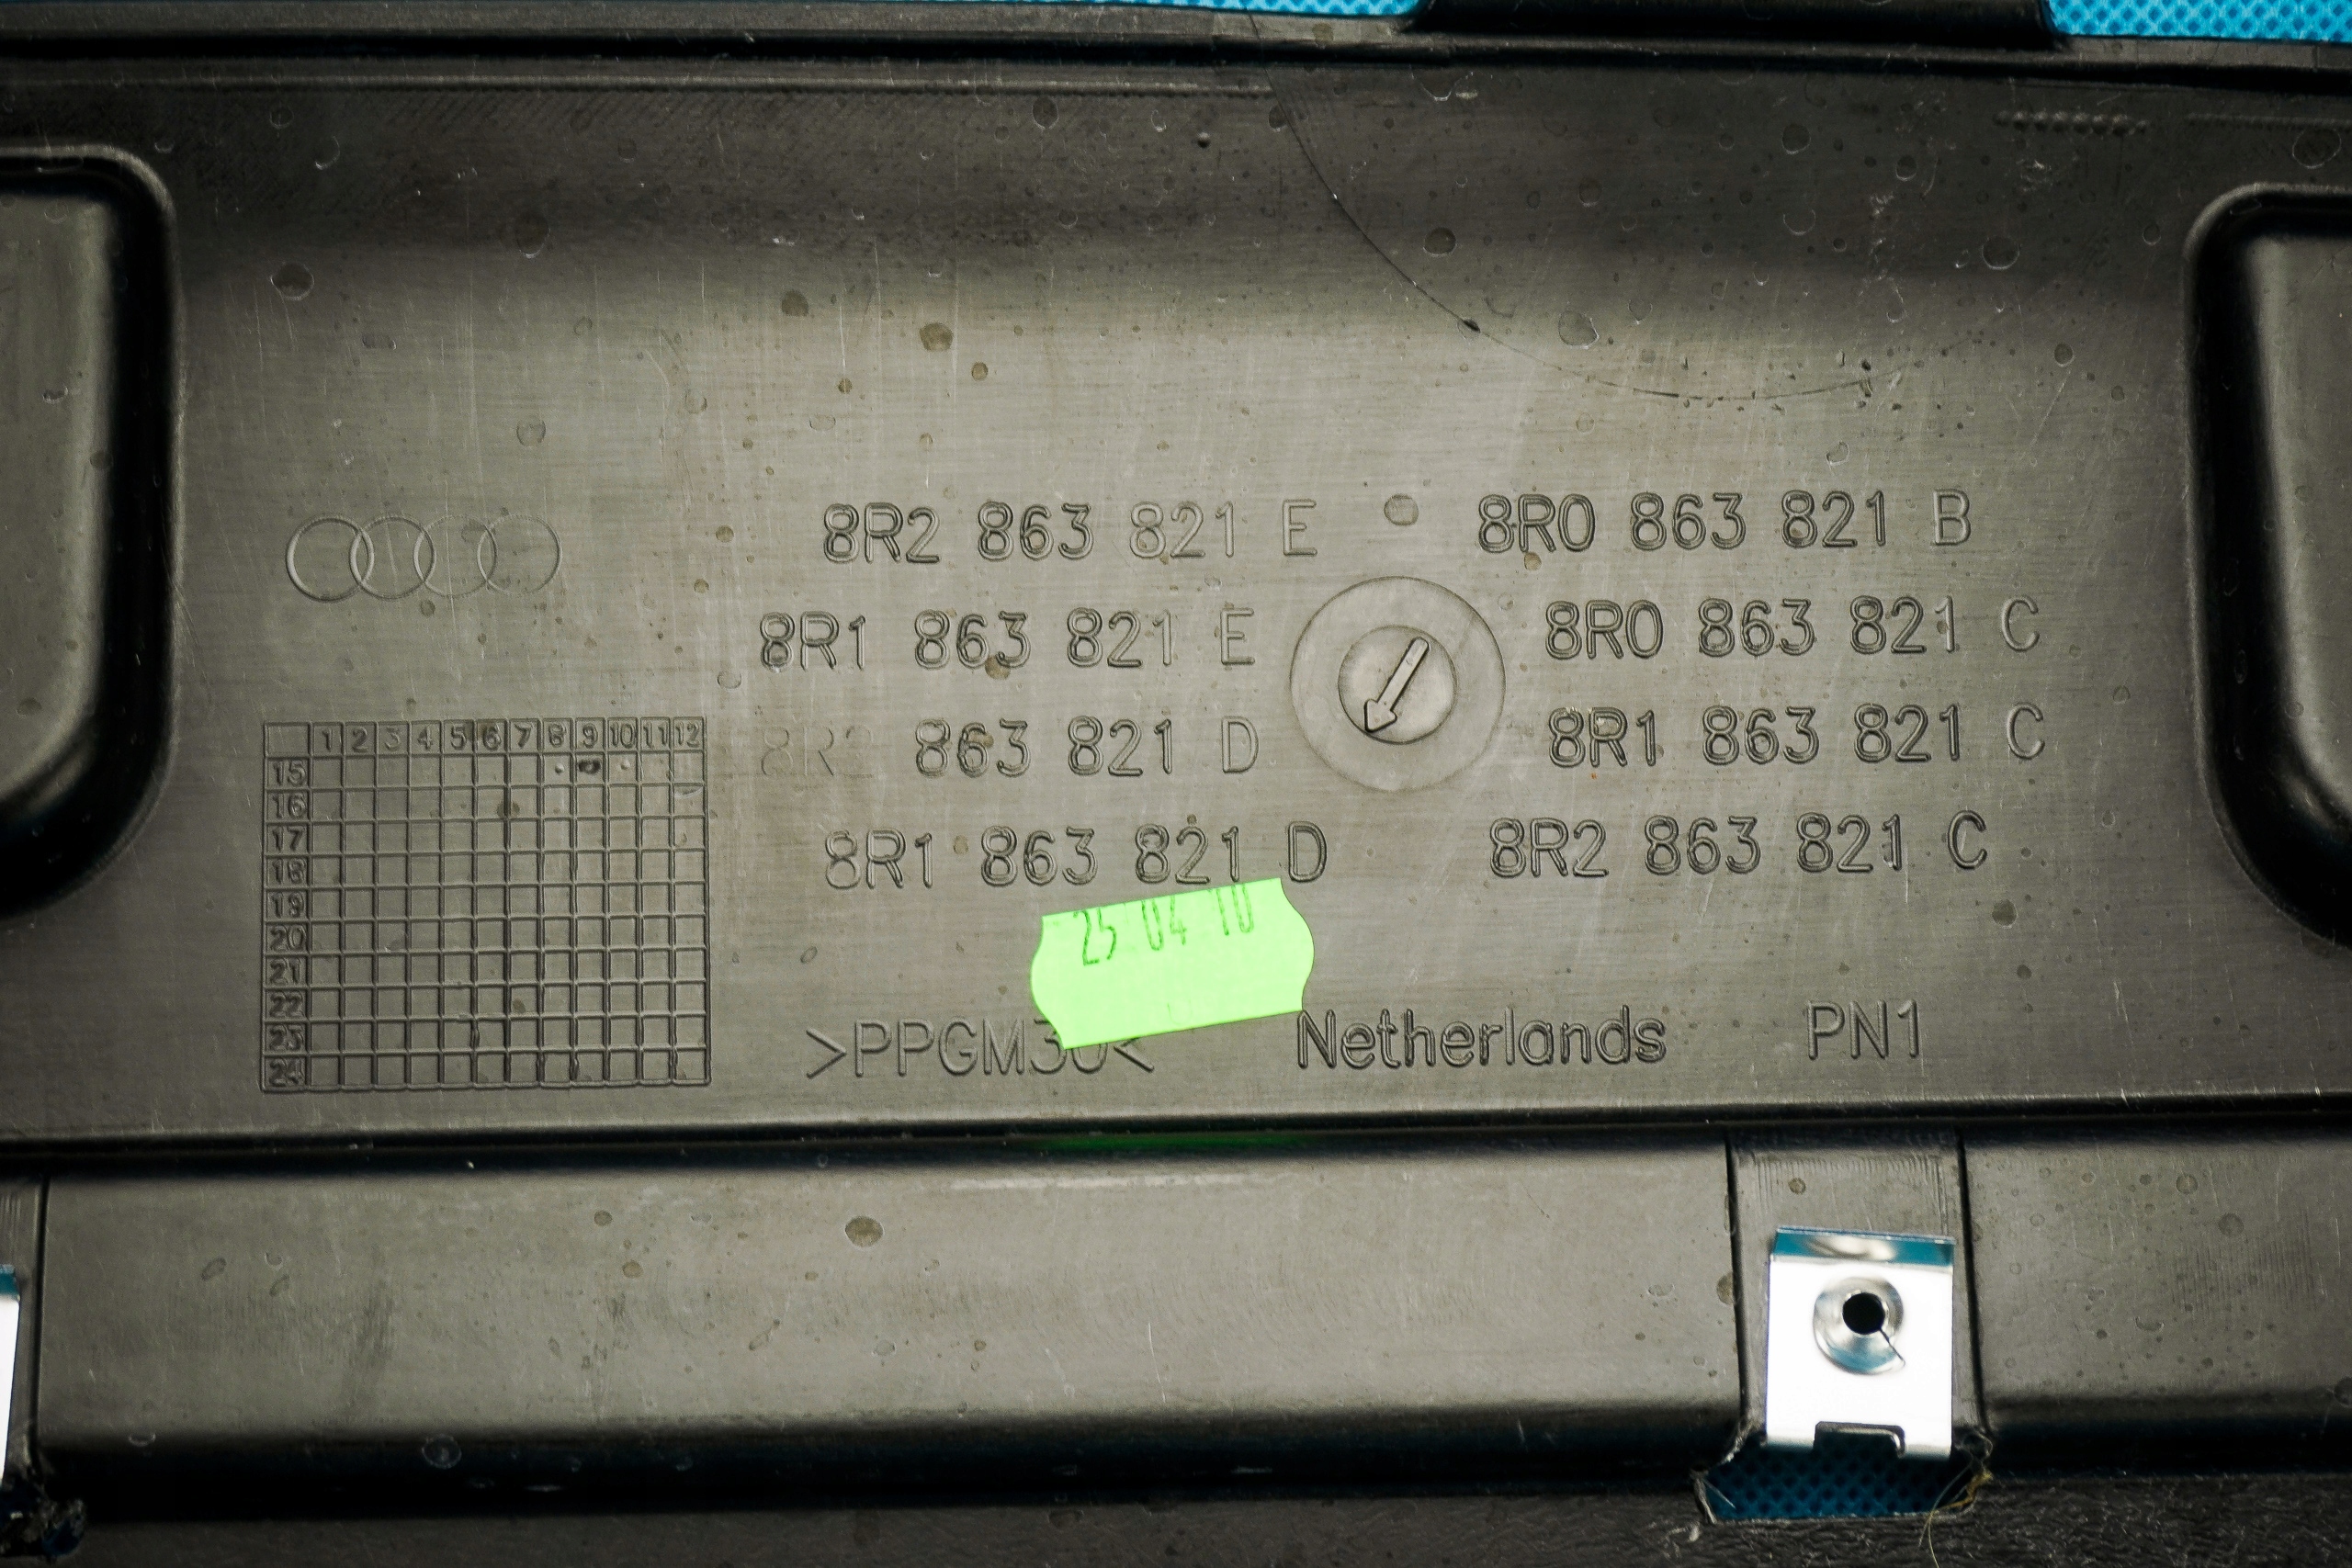 8R2 863 821 E
8R0 863 821 B
8R1 863 821 E
8R0 863 821 C
8R2 863 821 D
8R1 863 821 C
8R1 863 821 D
8R2 863 821 C
1 2 3 4 5 6 7 8 9 10 11 12
15
16
17
18
19
20
21
22
23
24
25 04 10
>PPGM30<
Netherlands
PN1